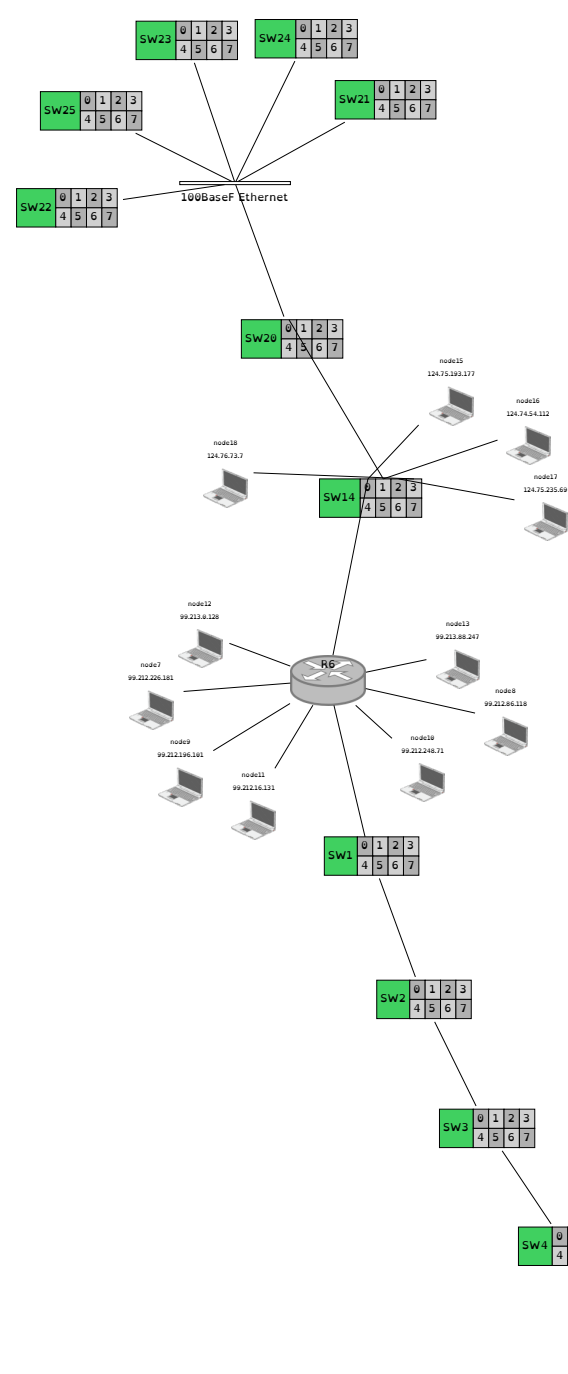 SW23 0 1 2 3
4 5 6 7
SW24 0 1 2 3
4 5 6 7
SW25 0 1 2 3
4 5 6 7
SW21 0 1 2 3
4 5 6 7
SW22 0 1 2 3
4 5 6 7
100BaseF Ethernet
SW20 0 1 2 3
4 5 6 7
node15
124.75.193.177
node16
124.74.54.112
node18
124.76.73.7
node17
124.75.235.69
SW14 0 1 2 3
4 5 6 7
node12
99.213.0.128
node13
99.213.88.247
R6
node7
99.212.226.181
node8
99.212.86.118
node9
99.212.196.101
node10
99.212.248.71
node11
99.212.16.131
SW1 0 1 2 3
4 5 6 7
SW2 0 1 2 3
4 5 6 7
SW3 0 1 2 3
4 5 6 7
SW4 0
4